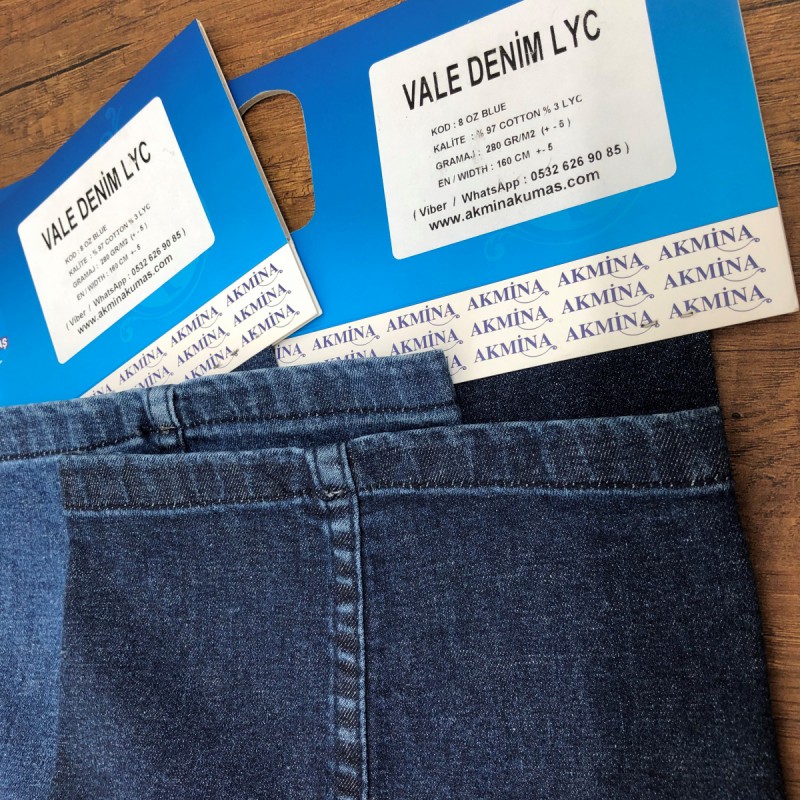 VALE DENİM LYC
KOD : 8 OZ BLUE
KALİTE : % 97 COTTON % 3 LYC
GRAMAJ : 280 GR/M2 (+ - 5 )
EN / WIDTH : 160 CM +- 5
( Viber / WhatsApp : 0532 626 90 85 )
www.akminakumas.com
AKMİNA AKMİNA
AKMİNA AKMİNA AKMİNA
AKMİNA AKMİNA
VALE DENİM LYC
KOD : 8 OZ BLUE
KALİTE : % 97 COTTON % 3 LYC
GRAMAJ : 280 GR/M2 (+ - 5 )
EN / WIDTH : 160 CM +- 5
( Viber / WhatsApp : 0532 626 90 85 )
www.akminakumas.com
AKMİNA AKMİNA AKMİNA AKMİNA
AKMİNA AKMİNA AKMİNA AKMİNA
AKMİNA AKMİNA AKMİNA AKMİNA